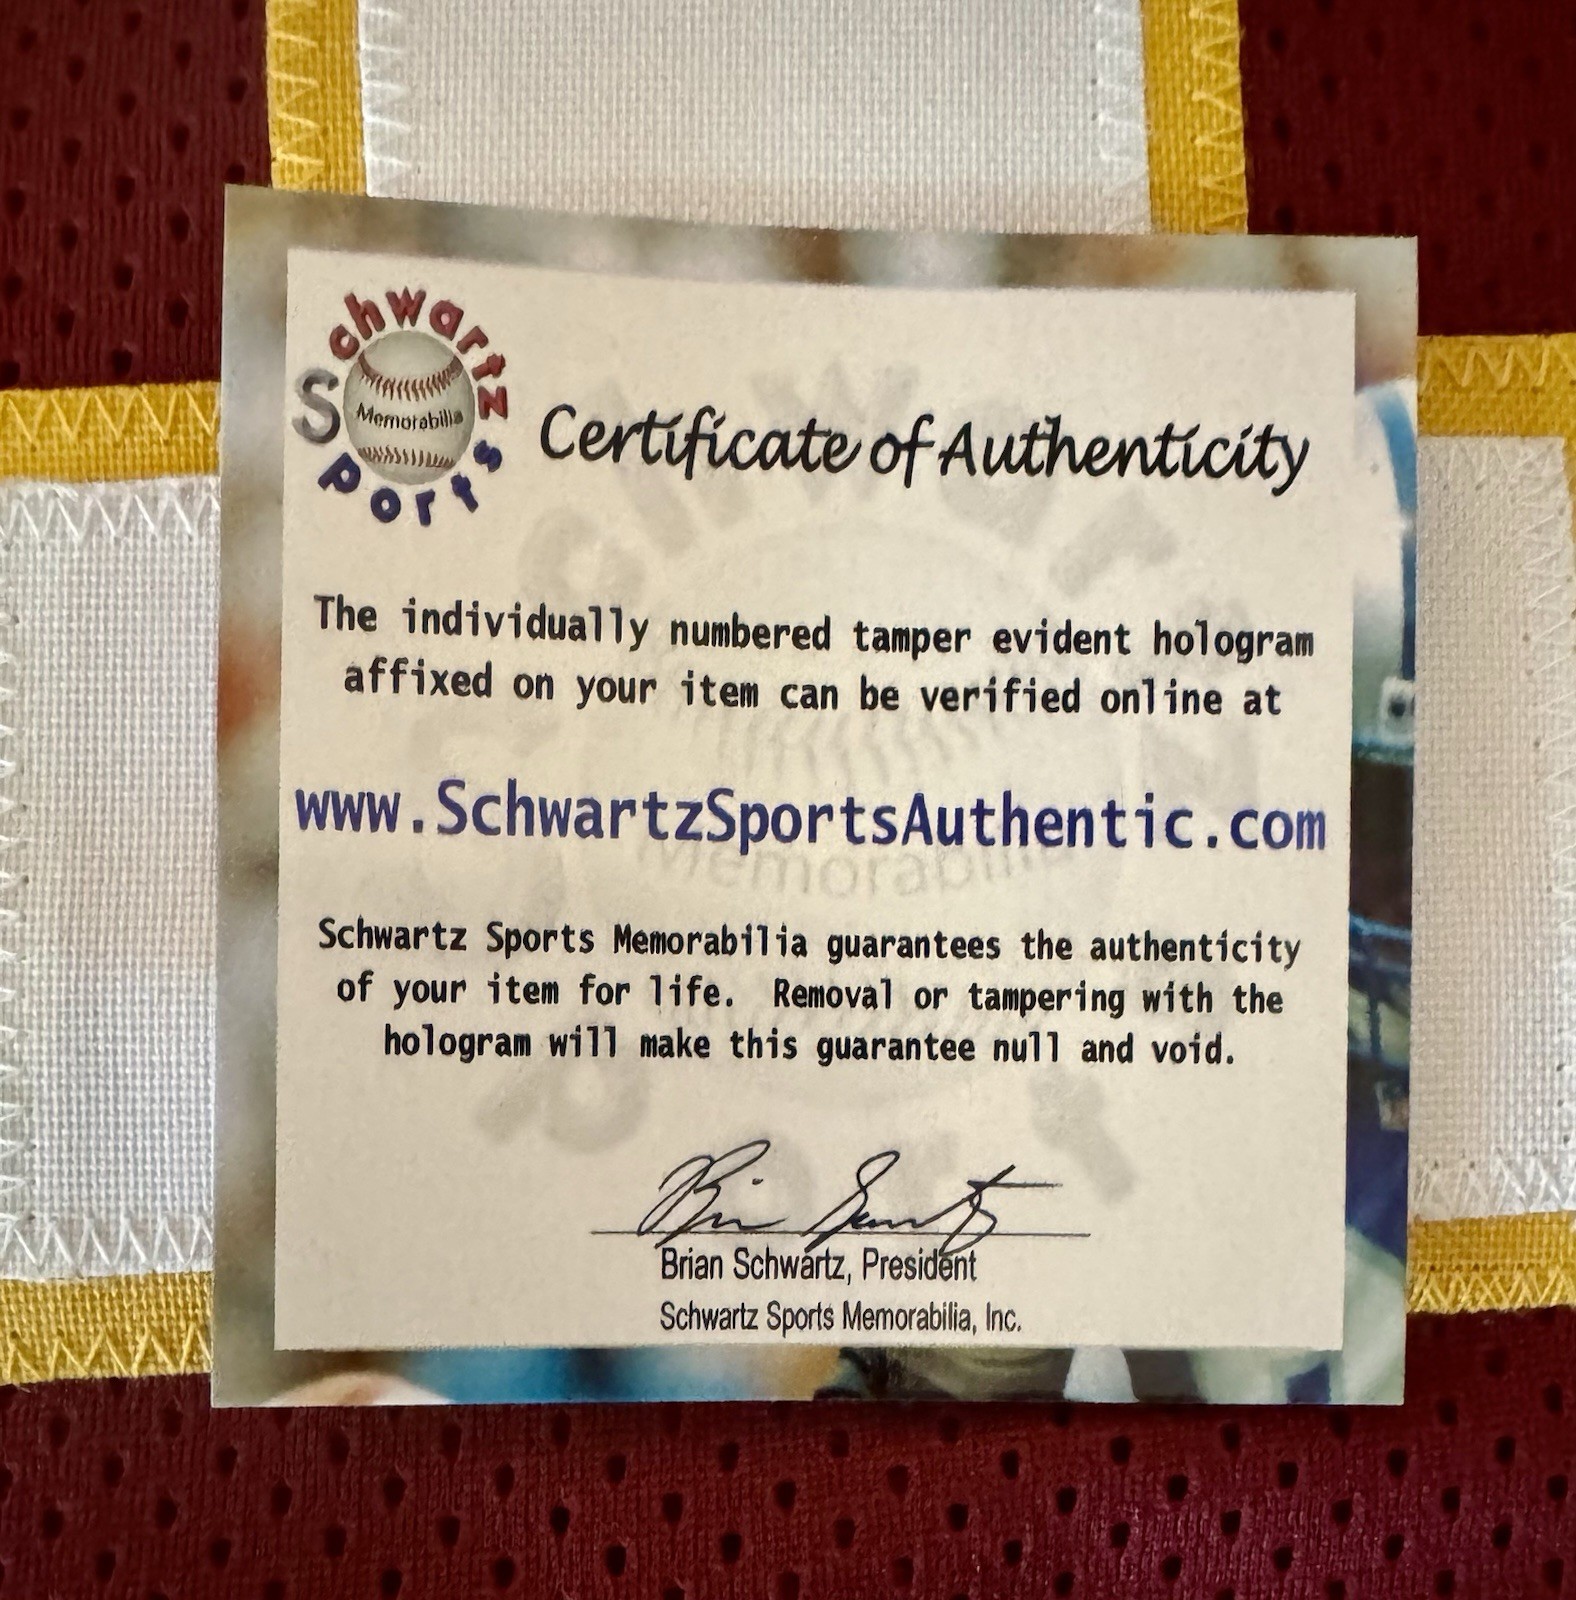 Schwartz
Sports
Memorabilia
Certificate of Authenticity
The individually numbered tamper evident hologram
affixed on your item can be verified online at
www.SchwartzSportsAuthentic.com
Schwartz Sports Memorabilia guarantees the authenticity
of your item for life. Removal or tampering with the
hologram will make this guarantee null and void.
Brian Schwartz
Brian Schwartz, President
Schwartz Sports Memorabilia, Inc.